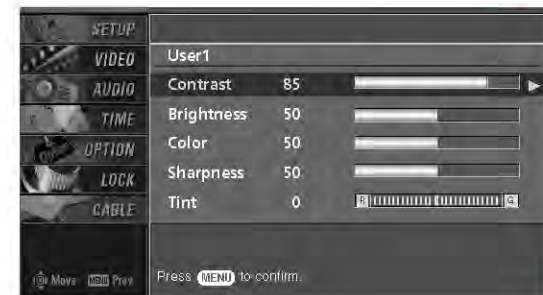 SETUP
VIDEO
AUDIO
TIME
OPTION
LOCK
CABLE
Move MENU Prev
User1
Contrast 85
Brightness 50
Color 50
Sharpness 50
Tint 0 R G
Press MENU to confirm.